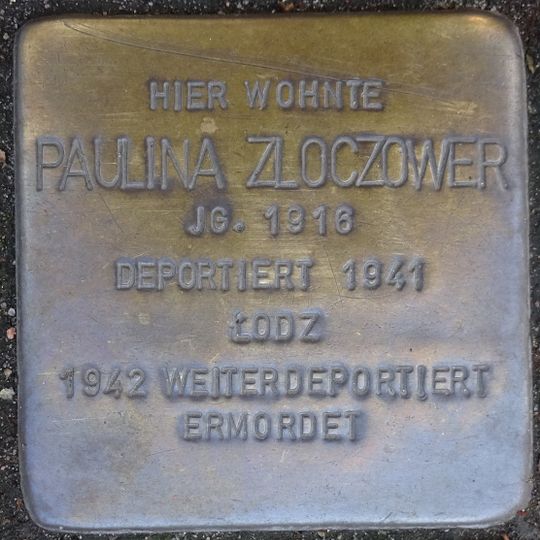 HIER WOHNTE
PAULINA ZLOCZOWER
JG. 1916
DEPORTIERT 1941
ŁODZ
1942 WEITERDEPORTIERT
ERMORDET